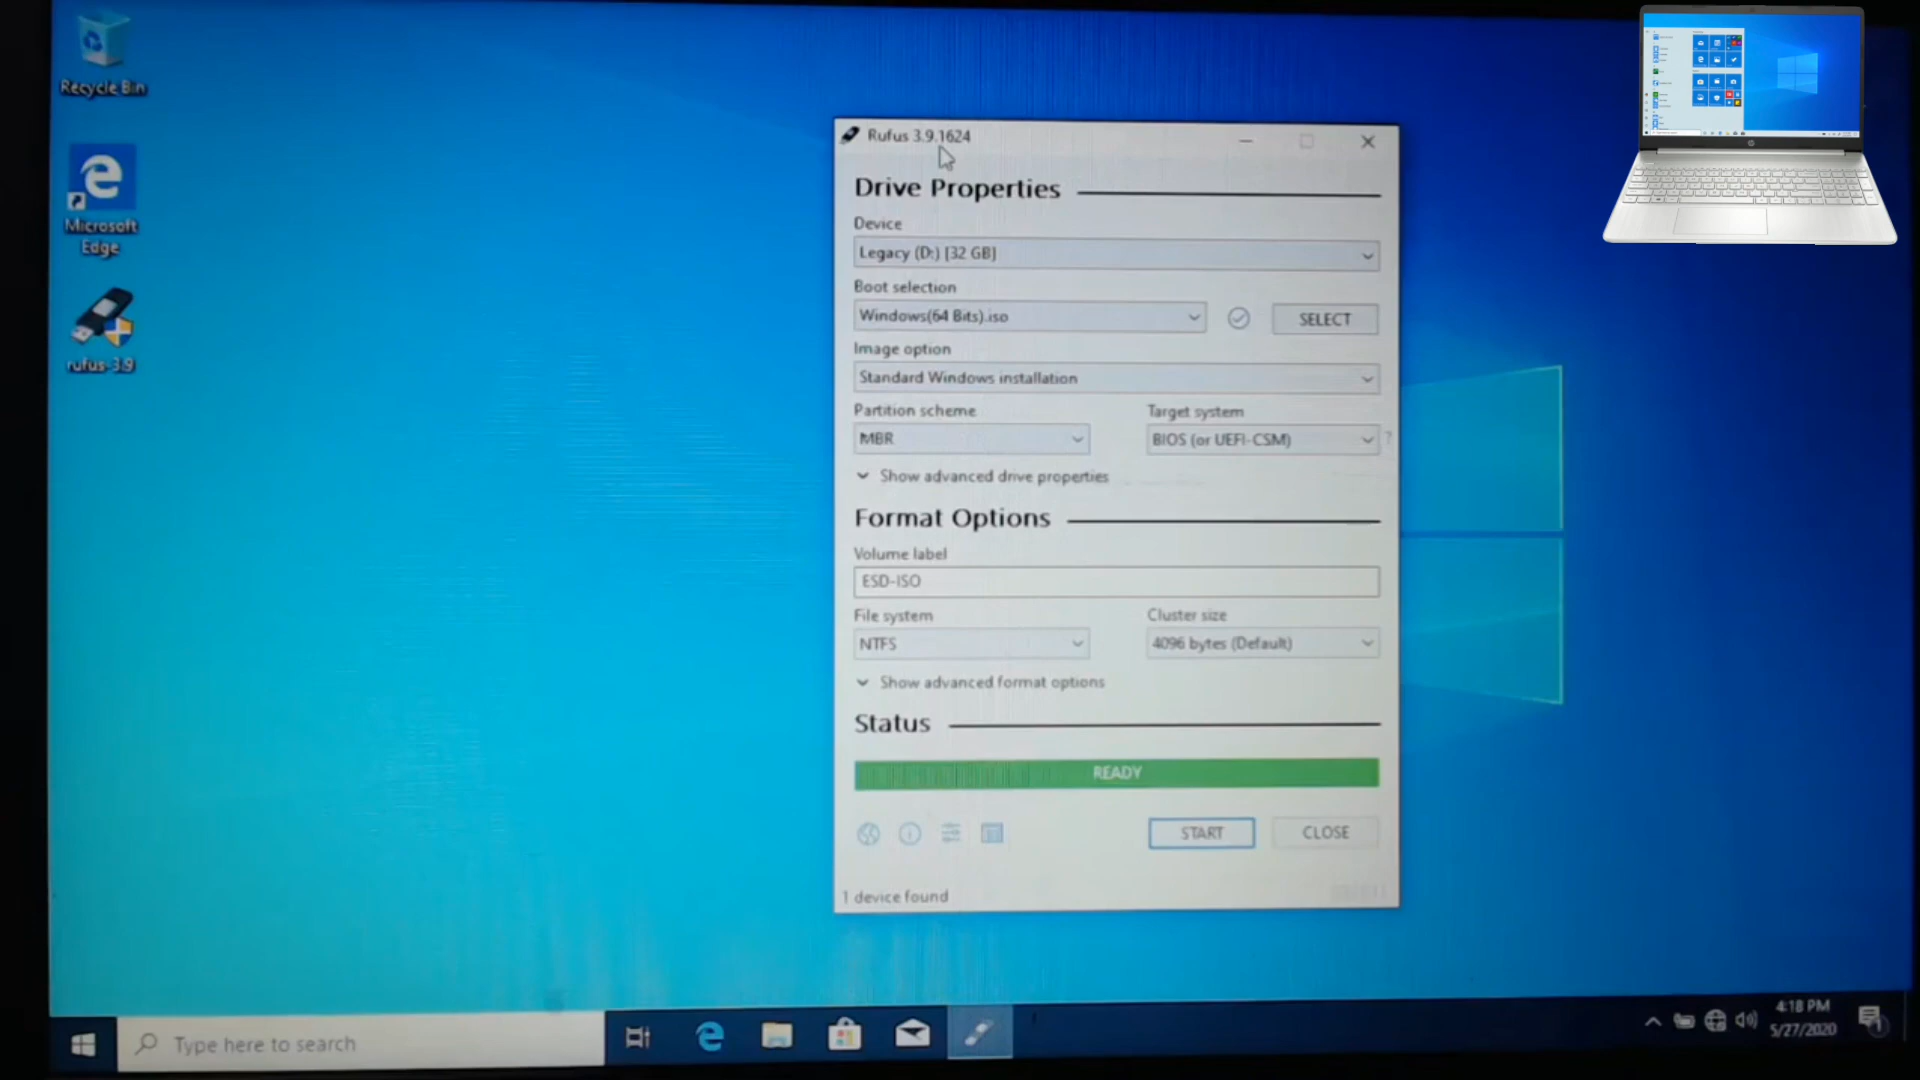 Recycle Bin
Microsoft
Edge
rufus-3.9
Rufus 3.9.1624
Drive Properties
Device
Legacy (D:) [32 GB]
Boot selection
Windows(64 Bits).iso
SELECT
Image option
Standard Windows installation
Partition scheme
Target system
MBR
BIOS (or UEFI-CSM)
?
Show advanced drive properties
Format Options
Volume label
ESD-ISO
File system
Cluster size
NTFS
4096 bytes (Default)
Show advanced format options
Status
READY
START
CLOSE
1 device found
Type here to search
4:18 PM
5/27/2020
1